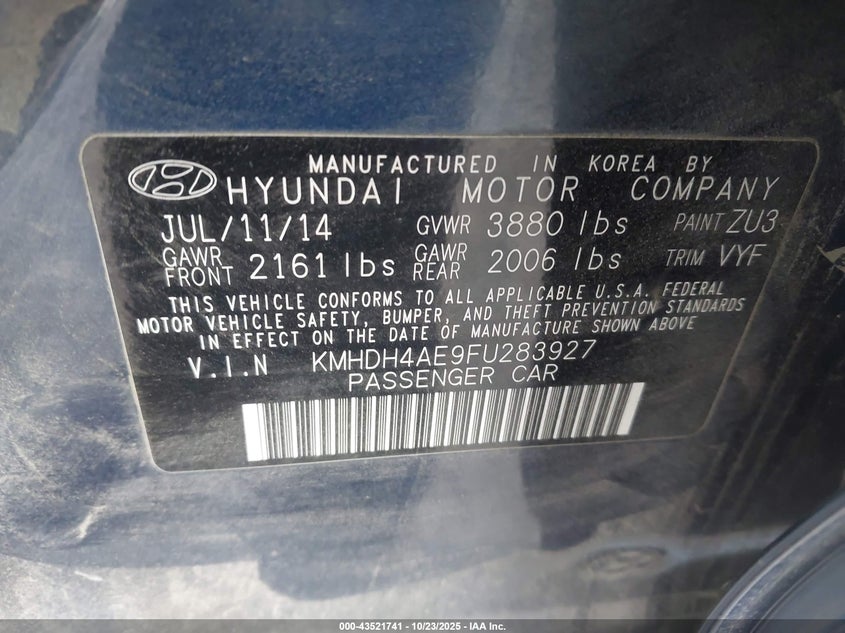 MANUFACTURED IN KOREA BY
HYUNDAI MOTOR COMPANY
JUL/11/14 GVWR 3880 lbs PAINT ZU3
GAWR FRONT 2161 lbs GAWR REAR 2006 lbs TRIM VYF
THIS VEHICLE CONFORMS TO ALL APPLICABLE U.S.A. FEDERAL
MOTOR VEHICLE SAFETY, BUMPER, AND THEFT PREVENTION STANDARDS
IN EFFECT ON THE DATE OF MANUFACTURE SHOWN ABOVE
V.I.N KMHDH4AE9FU283927
PASSENGER CAR
000-43521741 - 10/23/2025 - IAA Inc.